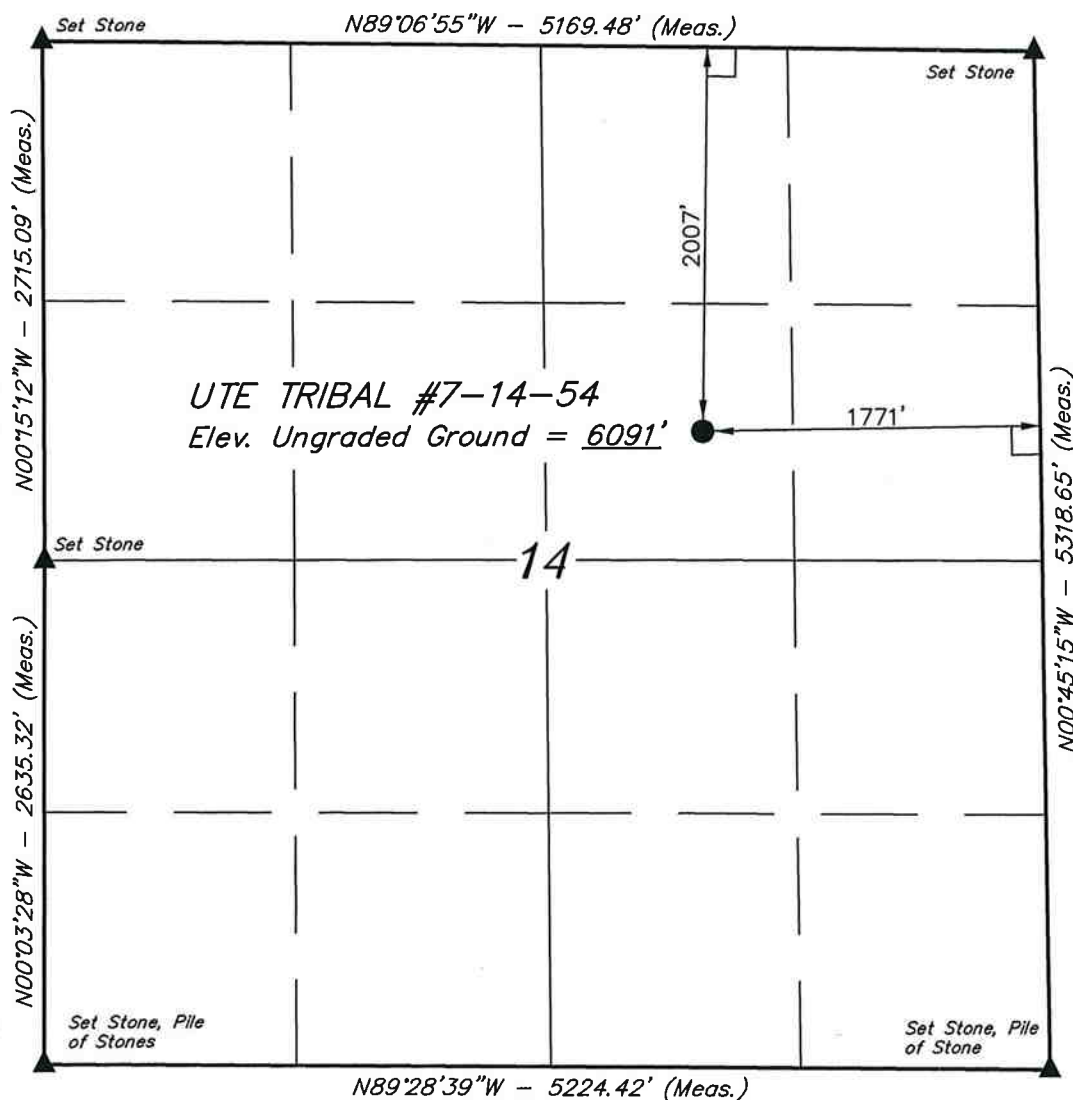 Set Stone
N89°06'55"W - 5169.48' (Meas.)
Set Stone
N00°15'12"W - 2715.09' (Meas.)
2007'
UTE TRIBAL #7-14-54
Elev. Ungraded Ground = 6091'
1771'
N00°45'15"W - 5318.65' (Meas.)
Set Stone
14
N00°03'28"W - 2635.32' (Meas.)
Set Stone, Pile
of Stones
Set Stone, Pile
of Stone
N89°28'39"W - 5224.42' (Meas.)